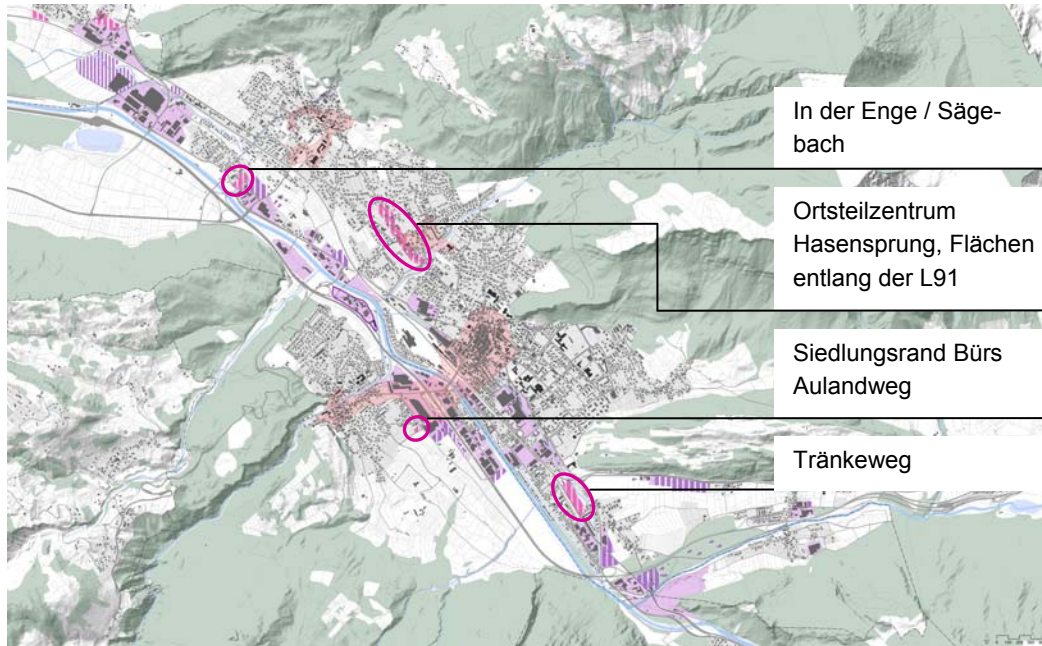 In der Enge / Säge-
bach
Ortsteilzentrum
Hasensprung, Flächen
entlang der L91
Siedlungsrand Bürs
Aulandweg
Tränkeweg